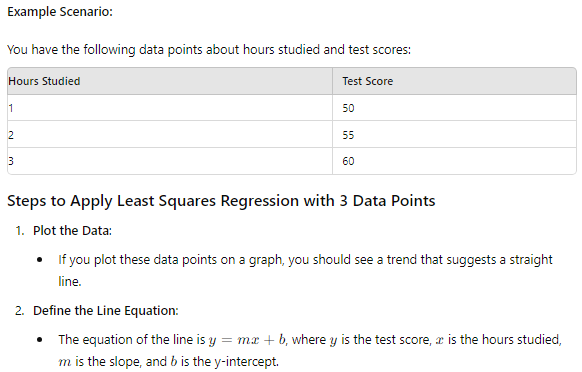 Example Scenario:
You have the following data points about hours studied and test scores:
Hours Studied Test Score
1 50
2 55
3 60
Steps to Apply Least Squares Regression with 3 Data Points
1. Plot the Data:
• If you plot these data points on a graph, you should see a trend that suggests a straight
line.
2. Define the Line Equation:
• The equation of the line is y = mx + b, where y is the test score, x is the hours studied,
m is the slope, and b is the y-intercept.